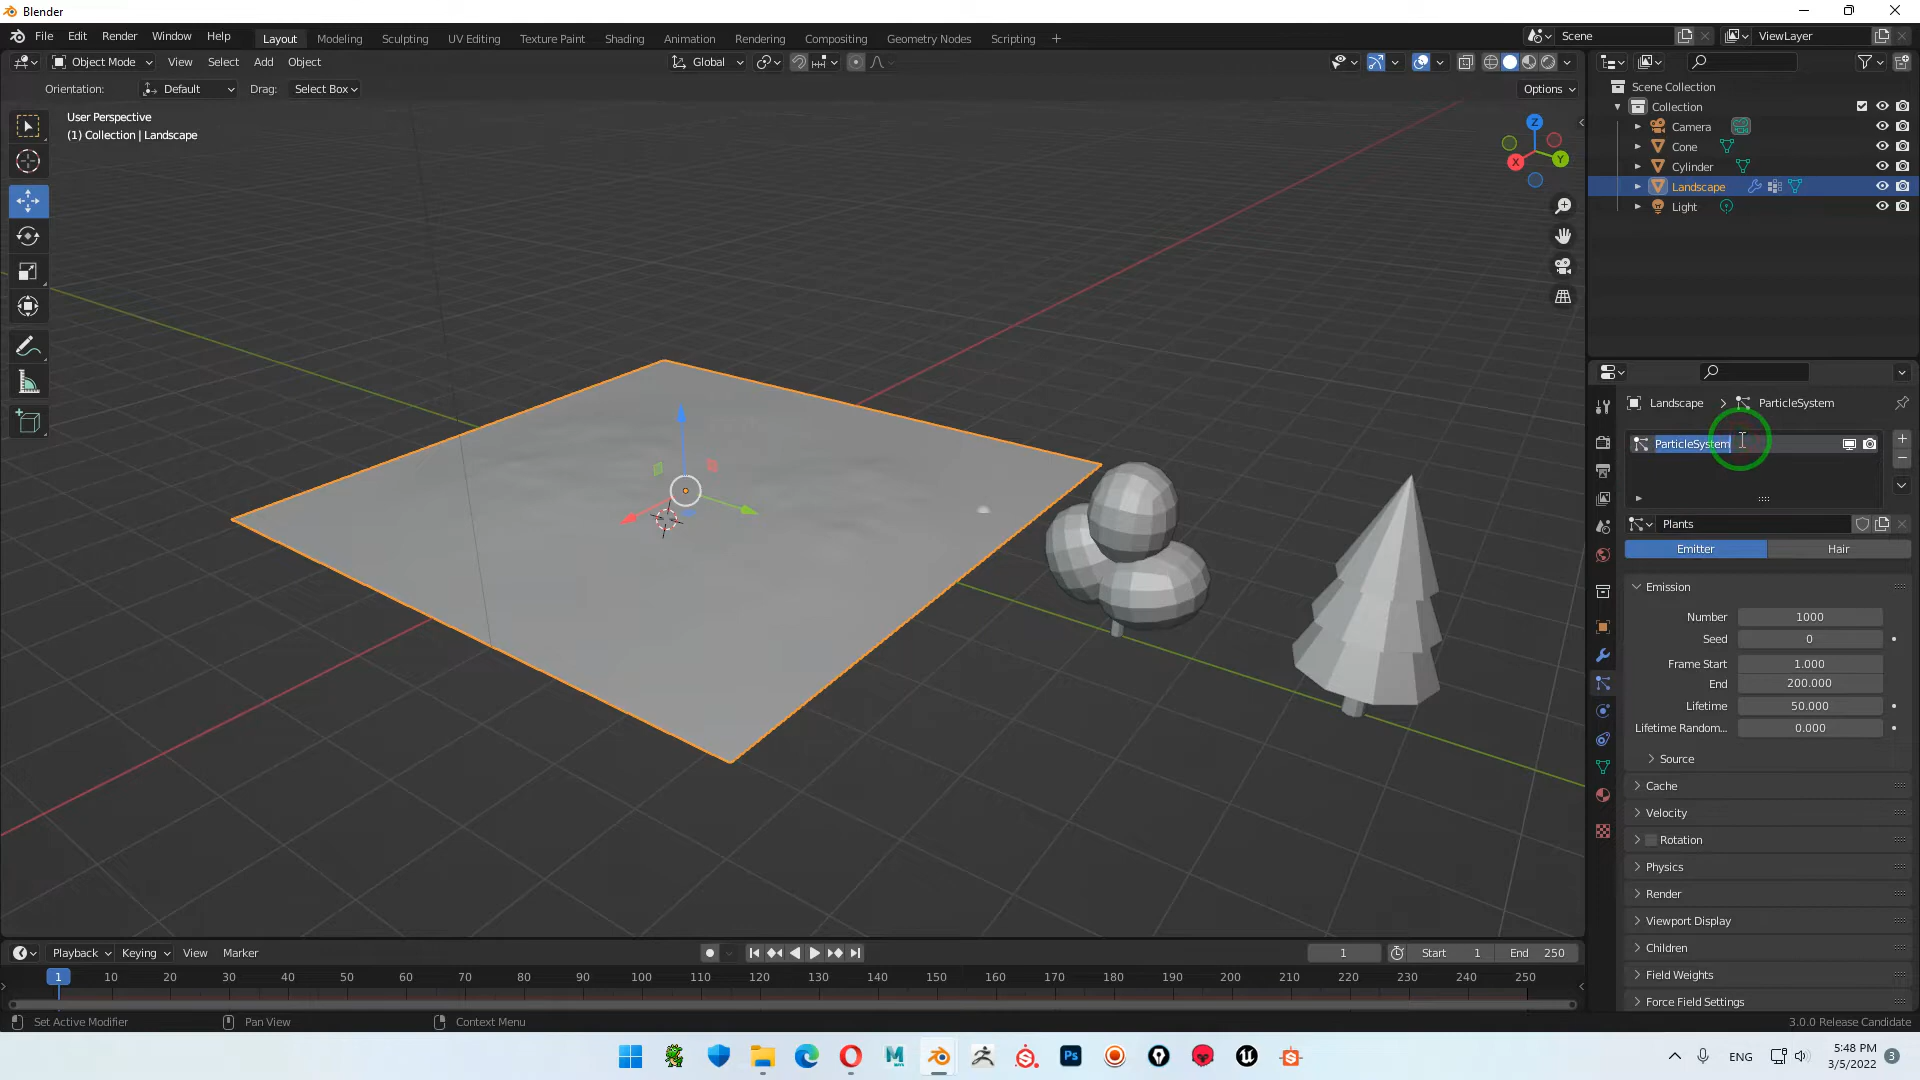 Blender
File Edit Render Window Help
Layout Modeling Sculpting UV Editing Texture Paint Shading Animation Rendering Compositing Geometry Nodes Scripting +
Scene
ViewLayer
Object Mode View Select Add Object
Global
Orientation: Default Drag: Select Box
Options
User Perspective
(1) Collection | Landscape
Z
Y
X
Scene Collection
Collection
Camera
Cone
Cylinder
Landscape
Light
Landscape ParticleSystem
ParticleSystem
Plants
Emitter Hair
Emission
Number 1000
Seed 0
Frame Start 1.000
End 200.000
Lifetime 50.000
Lifetime Random... 0.000
Source
Cache
Velocity
Rotation
Physics
Render
Viewport Display
Children
Field Weights
Force Field Settings
Playback Keying View Marker
1 Start 1 End 250
1 10 20 30 40 50 60 70 80 90 100 110 120 130 140 150 160 170 180 190 200 210 220 230 240 250
Set Active Modifier Pan View Context Menu
3.0.0 Release Candidate
Ps
ENG
5:48 PM
3/5/2022
3